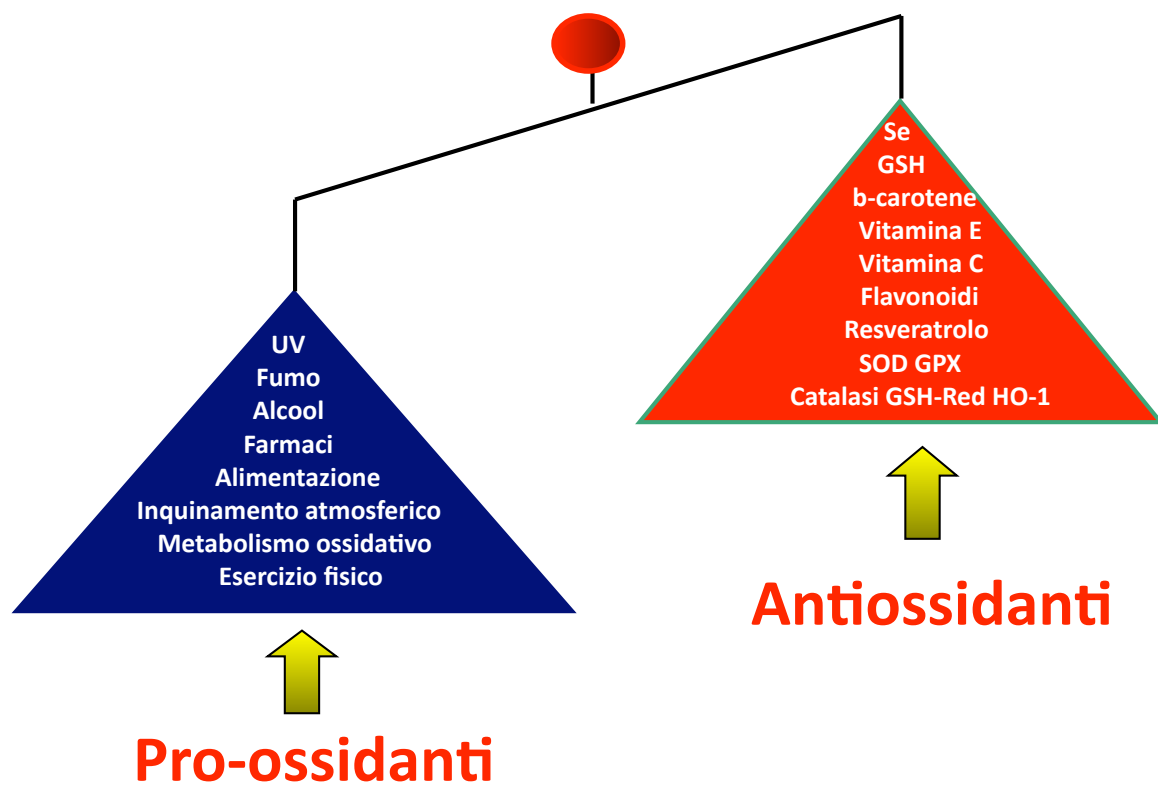 UV
Fumo
Alcool
Farmaci
Alimentazione
Inquinamento atmosferico
Metabolismo ossidativo
Esercizio fisico
Pro-ossidanti
Se
GSH
b-carotene
Vitamina E
Vitamina C
Flavonoidi
Resveratrolo
SOD GPX
Catalasi GSH-Red HO-1
Antiossidanti